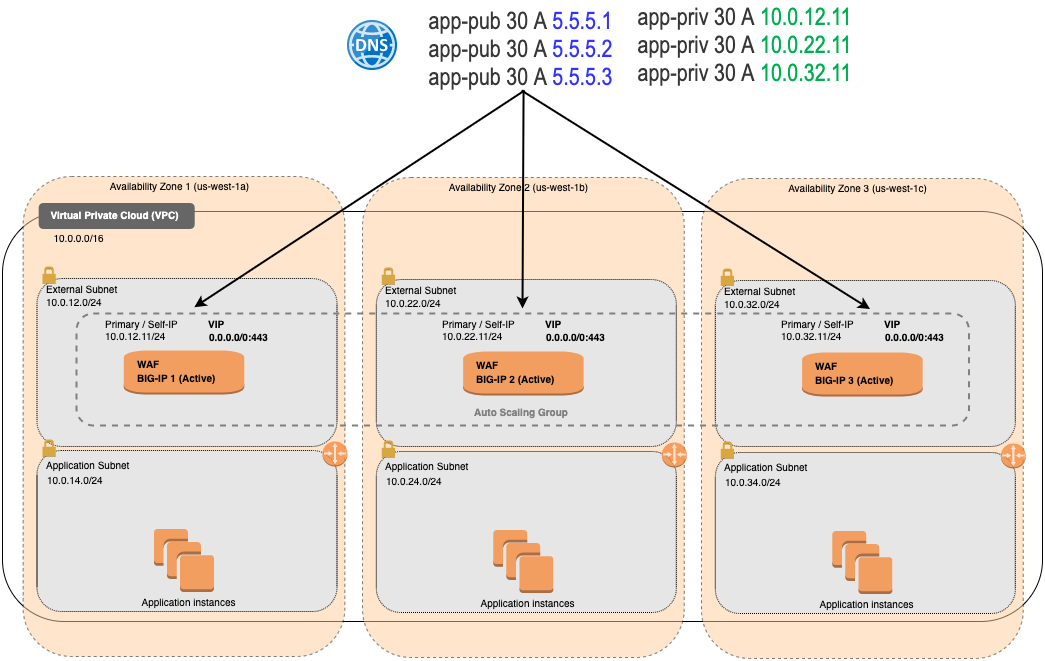 DNS
app-pub 30 A 5.5.5.1
app-pub 30 A 5.5.5.2
app-pub 30 A 5.5.5.3
app-priv 30 A 10.0.12.11
app-priv 30 A 10.0.22.11
app-priv 30 A 10.0.32.11
Availability Zone 1 (us-west-1a)
Availability Zone 2 (us-west-1b)
Availability Zone 3 (us-west-1c)
Virtual Private Cloud (VPC)
10.0.0.0/16
External Subnet
10.0.12.0/24
Primary / Self-IP
10.0.12.11/24
VIP
0.0.0.0/0:443
WAF
BIG-IP 1 (Active)
External Subnet
10.0.22.0/24
Primary / Self-IP
10.0.22.11/24
VIP
0.0.0.0/0:443
WAF
BIG-IP 2 (Active)
Auto Scaling Group
External Subnet
10.0.32.0/24
Primary / Self-IP
10.0.32.11/24
VIP
0.0.0.0/0:443
WAF
BIG-IP 3 (Active)
Application Subnet
10.0.14.0/24
Application instances
Application Subnet
10.0.24.0/24
Application instances
Application Subnet
10.0.34.0/24
Application instances